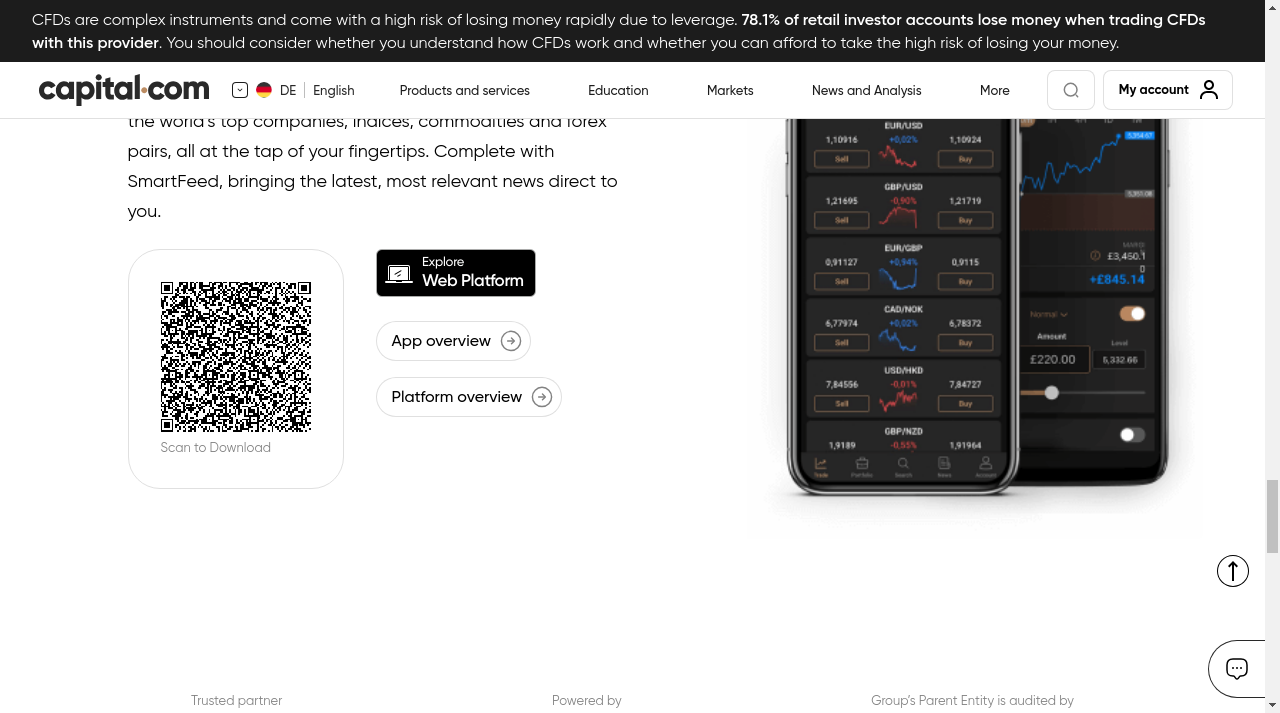 CFDs are complex instruments and come with a high risk of losing money rapidly due to leverage. 78.1% of retail investor accounts lose money when trading CFDs
with this provider. You should consider whether you understand how CFDs work and whether you can afford to take the high risk of losing your money.
capital.com
DE
English
Products and services
Education
Markets
News and Analysis
More
My account
the world's top companies, indices, commodities and forex
pairs, all at the tap of your fingertips. Complete with
SmartFeed, bringing the latest, most relevant news direct to
you.
Explore
Web Platform
App overview
Platform overview
Scan to Download
EUR/USD
1,10916 +0,02% 1,10924
Sell Buy
GBP/USD
1,21695 -0,90% 1,21719
Sell Buy
EUR/GBP
0,91127 +0,94% 0,9115
Sell Buy
CAD/NOK
6,77974 +0,02% 6,78372
Sell Buy
USD/HKD
7,84556 -0,01% 7,84727
Sell Buy
GBP/NZD
1,9189 -0,55% 1,91964
Trade Portfolio Search News Account
£3,450.1
0
+£845.14
Normal
Amount
Level
£220.00
5,332.66
Trusted partner
Powered by
Group's Parent Entity is audited by